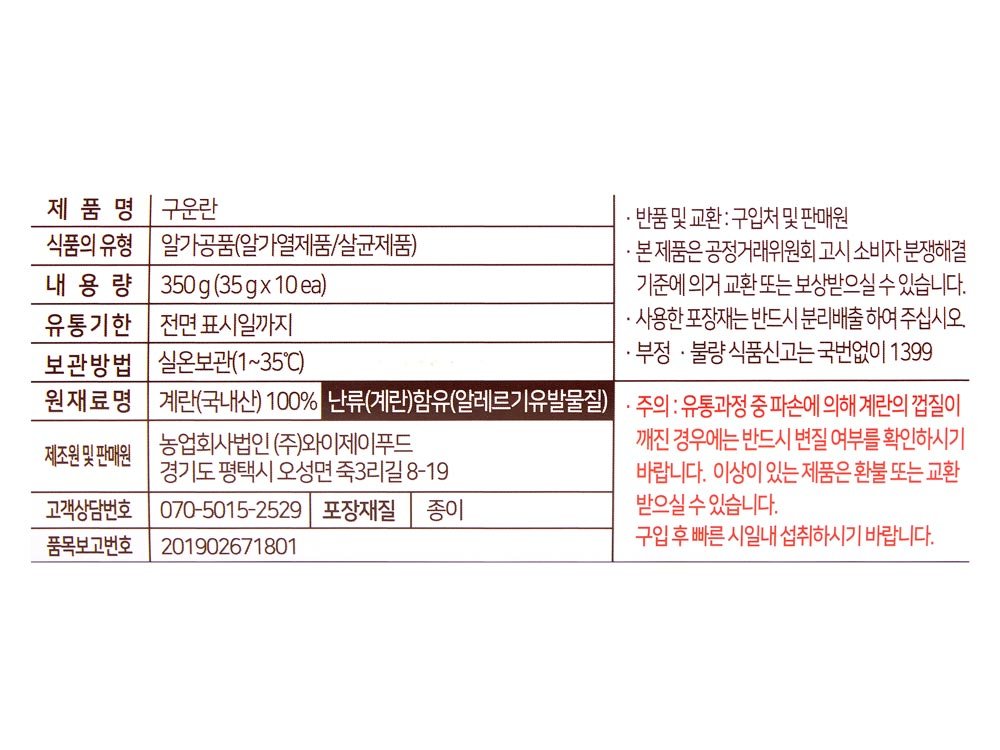 제 품 명 구운란
식품의 유형 알가공품(알가열제품/살균제품)
내 용 량 350 g (35 g x 10 ea)
유통기한 전면 표시일까지
보관방법 실온보관(1~35℃)
원재료명 계란(국내산) 100% 난류(계란)함유(알레르기유발물질)
제조원 및 판매원 농업회사법인 (주)와이제이푸드
경기도 평택시 오성면 죽3리길 8-19
고객상담번호 070-5015-2529 포장재질 종이
품목보고번호 201902671801
· 반품 및 교환 : 구입처 및 판매원
· 본 제품은 공정거래위원회 고시 소비자 분쟁해결
기준에 의거 교환 또는 보상받으실 수 있습니다.
· 사용한 포장재는 반드시 분리배출 하여 주십시오.
· 부정 · 불량 식품신고는 국번없이 1399
· 주의 : 유통과정 중 파손에 의해 계란의 껍질이
깨진 경우에는 반드시 변질 여부를 확인하시기
바랍니다. 이상이 있는 제품은 환불 또는 교환
받으실 수 있습니다.
구입 후 빠른 시일내 섭취하시기 바랍니다.